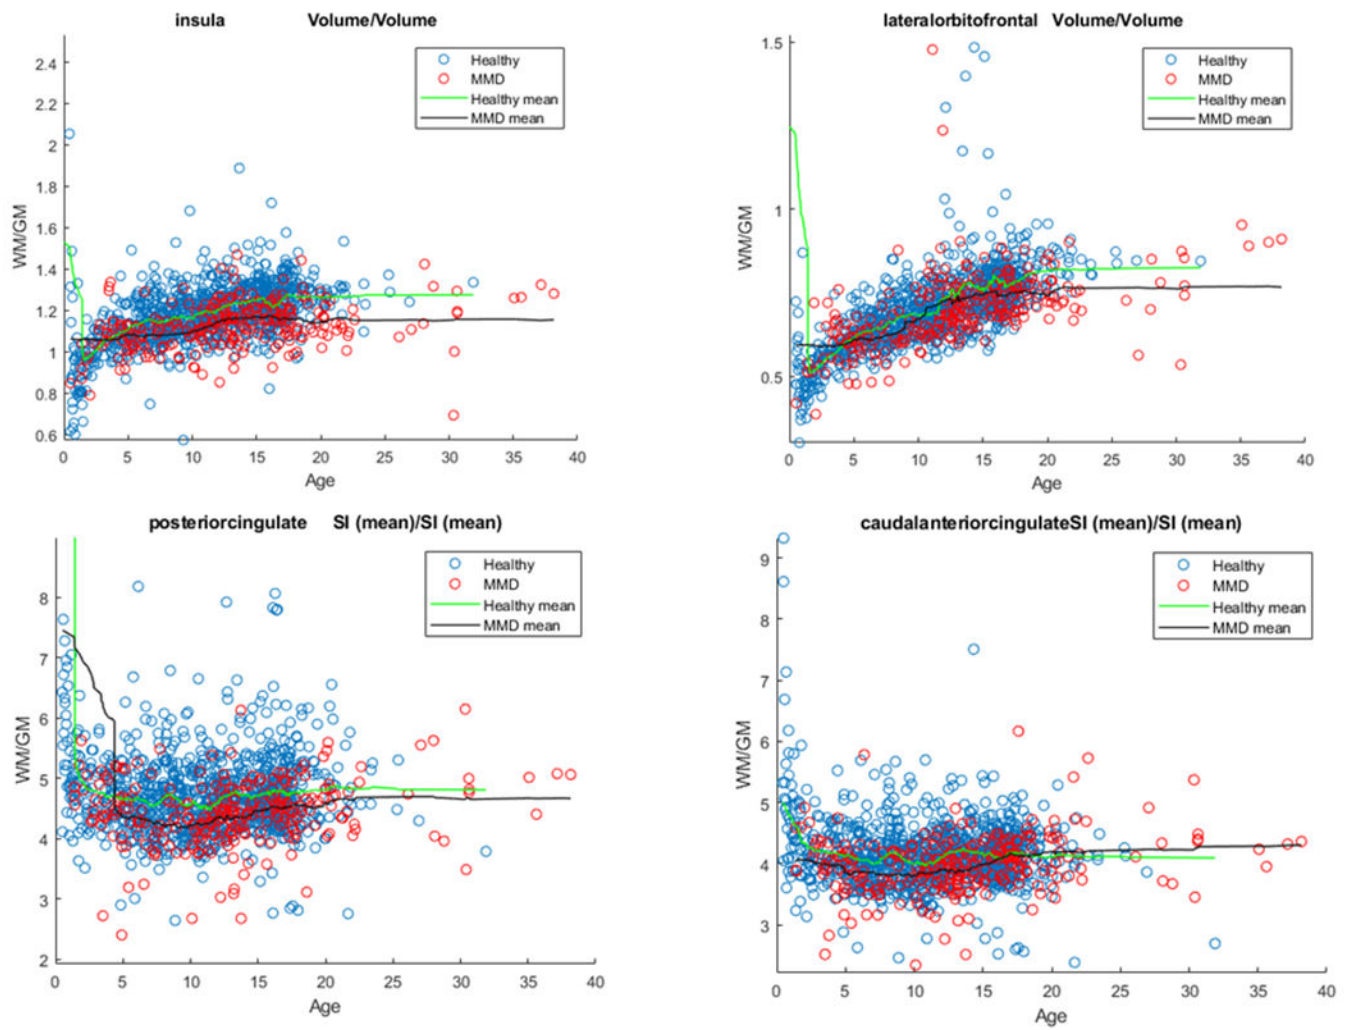 insula Volume/Volume
WM/GM
2.4
2.2
2
1.8
1.6
1.4
1.2
1
0.8
0.6
0 5 10 15 20 25 30 35 40
Age
Healthy
MMD
Healthy mean
MMD mean
lateralorbitofrontal Volume/Volume
WM/GM
1.5
1
0.5
0 5 10 15 20 25 30 35 40
Age
Healthy
MMD
Healthy mean
MMD mean
posteriorcingulate SI (mean)/SI (mean)
WM/GM
8
7
6
5
4
3
2
0 5 10 15 20 25 30 35 40
Age
Healthy
MMD
Healthy mean
MMD mean
caudalanteriorcingulateSI (mean)/SI (mean)
WM/GM
9
8
7
6
5
4
3
0 5 10 15 20 25 30 35 40
Age
Healthy
MMD
Healthy mean
MMD mean